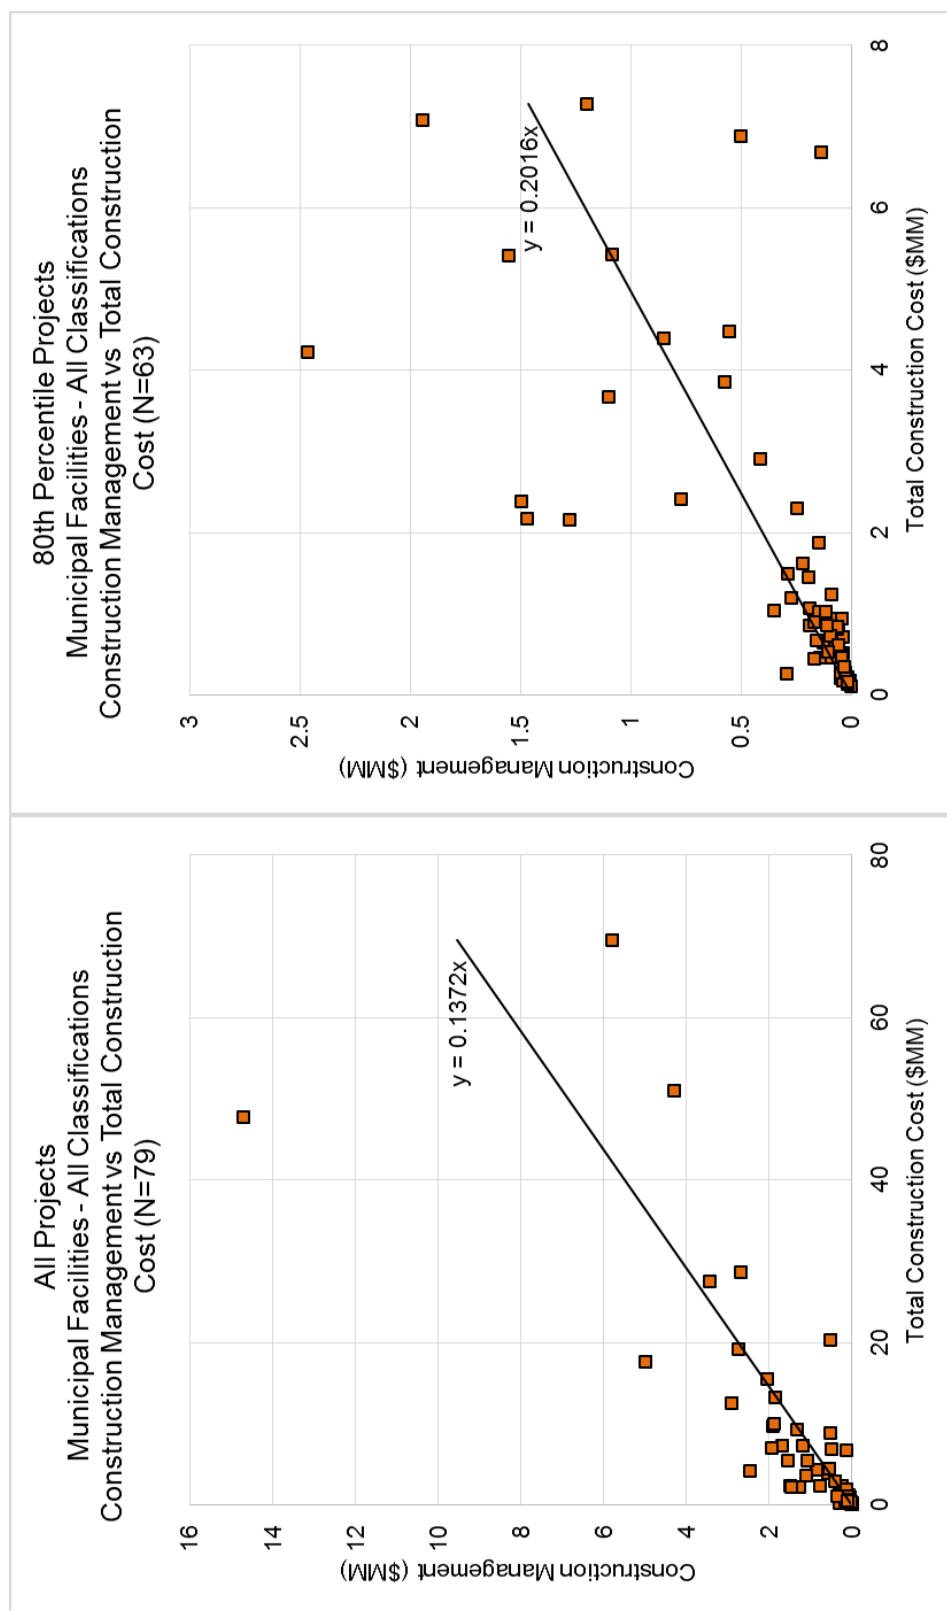 All Projects
Municipal Facilities - All Classifications
Construction Management vs Total Construction
Cost (N=79)
16
14
12
10
8
6
4
2
0
Construction Management ($MM)
y = 0.1372x
0
20
40
60
80
Total Construction Cost ($MM)
80th Percentile Projects
Municipal Facilities - All Classifications
Construction Management vs Total Construction
Cost (N=63)
3
2.5
2
1.5
1
0.5
0
Construction Management ($MM)
y = 0.2016x
0
2
4
6
8
Total Construction Cost ($MM)